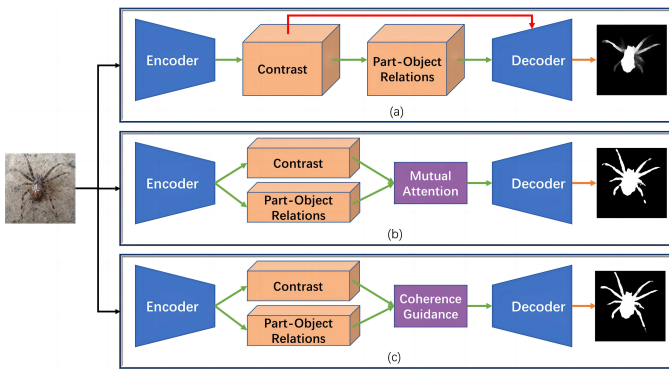 Encoder
Contrast
Part-Object
Relations
Decoder
(a)
Encoder
Contrast
Part-Object
Relations
Mutual
Attention
Decoder
(b)
Encoder
Contrast
Part-Object
Relations
Coherence
Guidance
Decoder
(c)